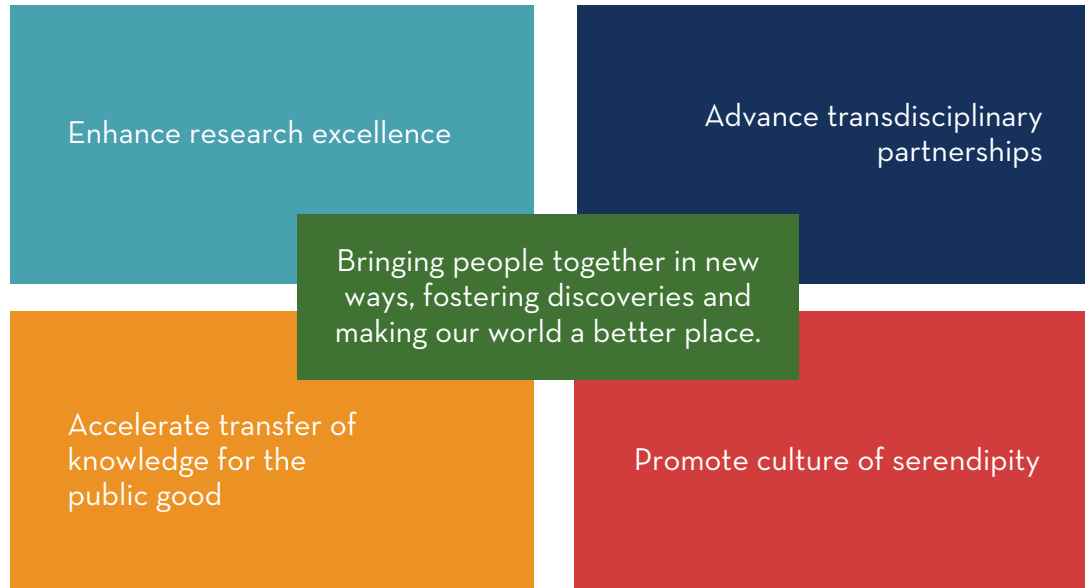 Enhance research excellence
Advance transdisciplinary
partnerships
Bringing people together in new
ways, fostering discoveries and
making our world a better place.
Accelerate transfer of
knowledge for the
public good
Promote culture of serendipity